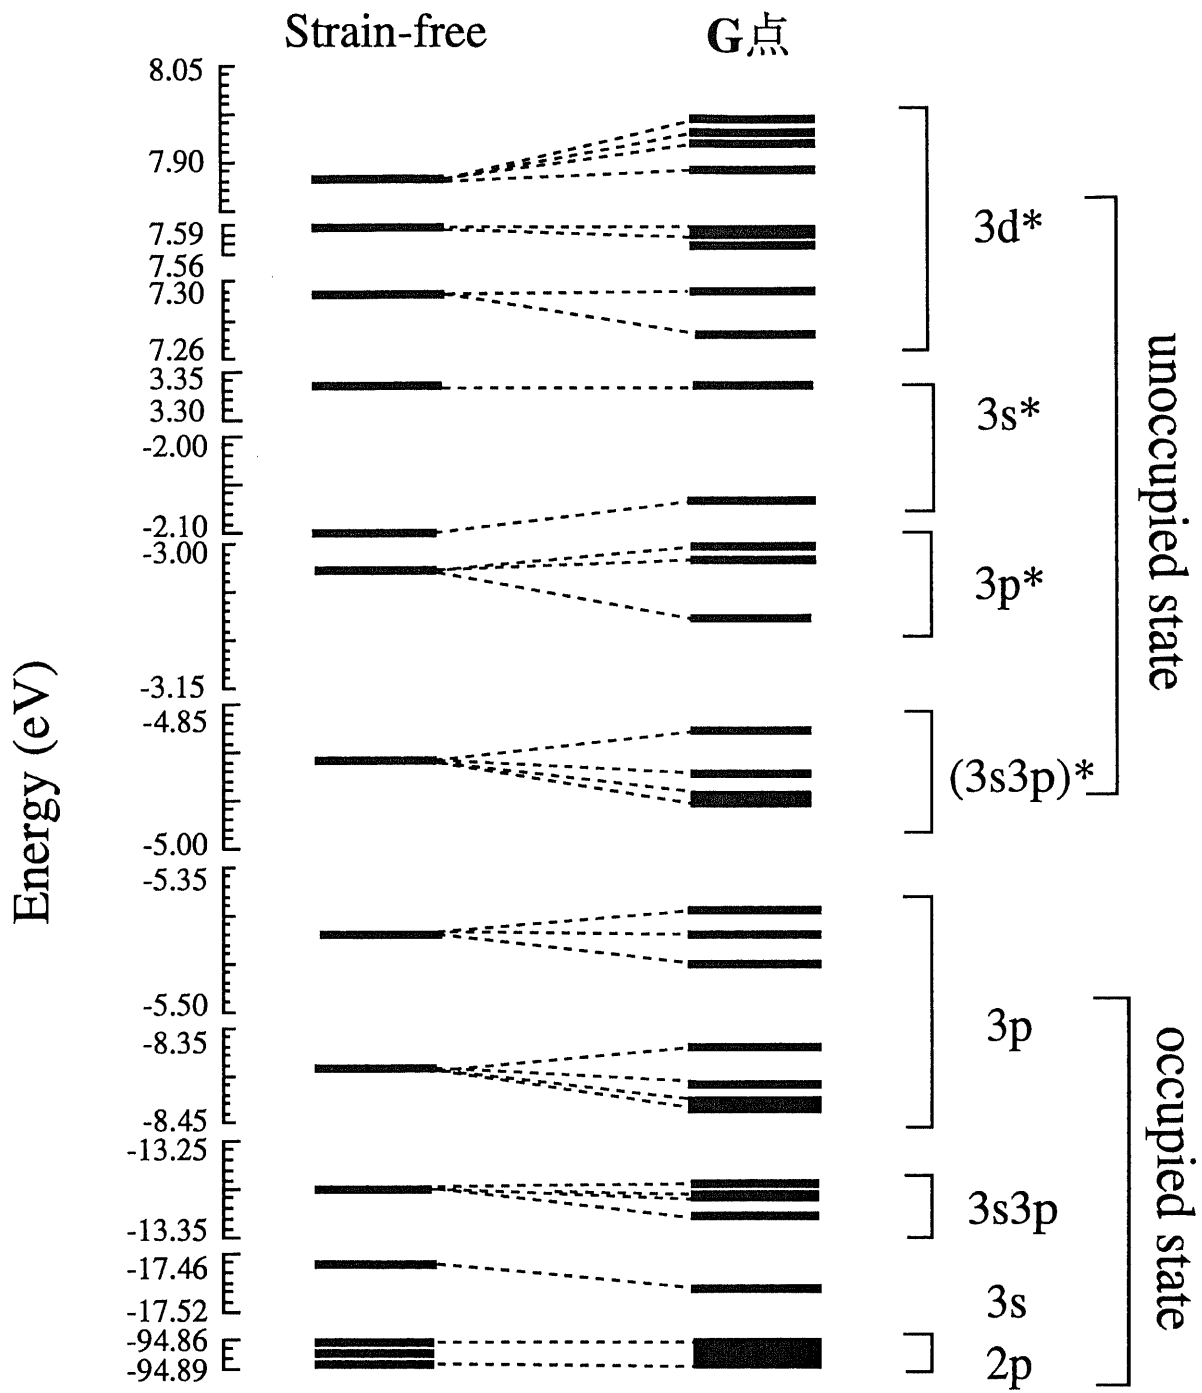 Strain-free G点
8.05
7.90
7.59
7.56
7.30
7.26
3.35
3.30
-2.00
-2.10
-3.00
-3.15
-4.85
-5.00
-5.35
-5.50
-8.35
-8.45
-13.25
-13.35
-17.46
-17.52
-94.86
-94.89
Energy (eV)
3d*
3s*
3p*
(3s3p)*
3p
3s3p
3s
2p
unoccupied state
occupied state